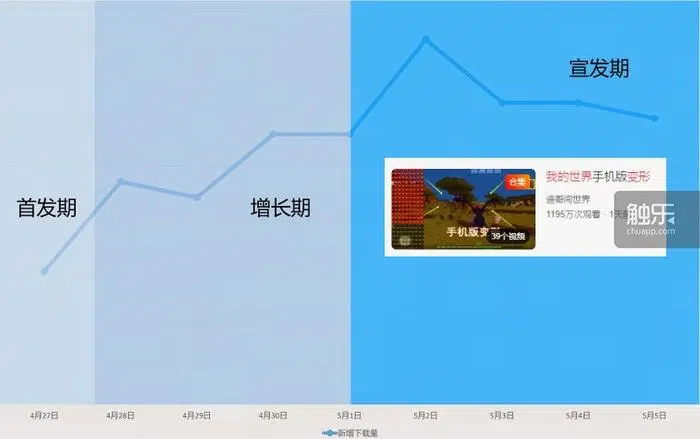 宣发期
首发期
增长期
合集
手机版变形
39个视频
我的世界手机版变形
迪哥闯世界
1195万次观看 · 1天前
触乐
chuapp.com
4月27日
4月28日
4月29日
4月30日
5月1日
5月2日
5月3日
5月4日
5月5日
新增下载量